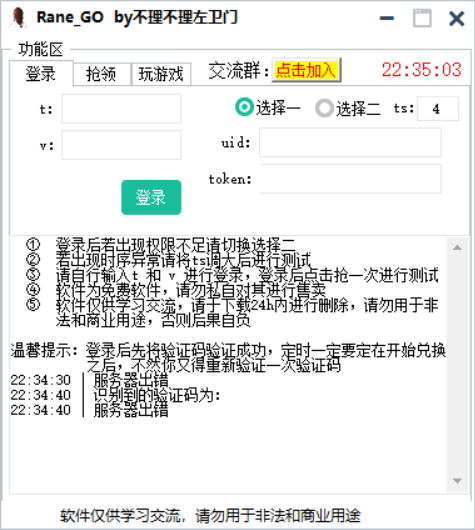 Rane_GO by不理不理左卫门
功能区
登录 抢领 玩游戏 交流群: 点击加入 22:35:03
t: 选择一 选择二 ts: 4
v: uid:
token:
登录
① 登录后若出现权限不足请切换选择二
② 若出现时序异常请将ts调大后进行测试
③ 请自行输入t 和 v 进行登录，登录后点击抢一次进行测试
④ 软件为免费软件，请勿私自对其进行售卖
⑤ 软件仅供学习交流，请于下载24h内进行删除，请勿用于非
法和商业用途，否则后果自负
温馨提示：登录后先将验证码验证成功，定时一定要定在开始兑换
之后，不然你又得重新验证一次验证码
22:34:30 | 服务器出错
22:34:40 | 识别到的验证码为:
22:34:40 | 服务器出错
软件仅供学习交流，请勿用于非法和商业用途